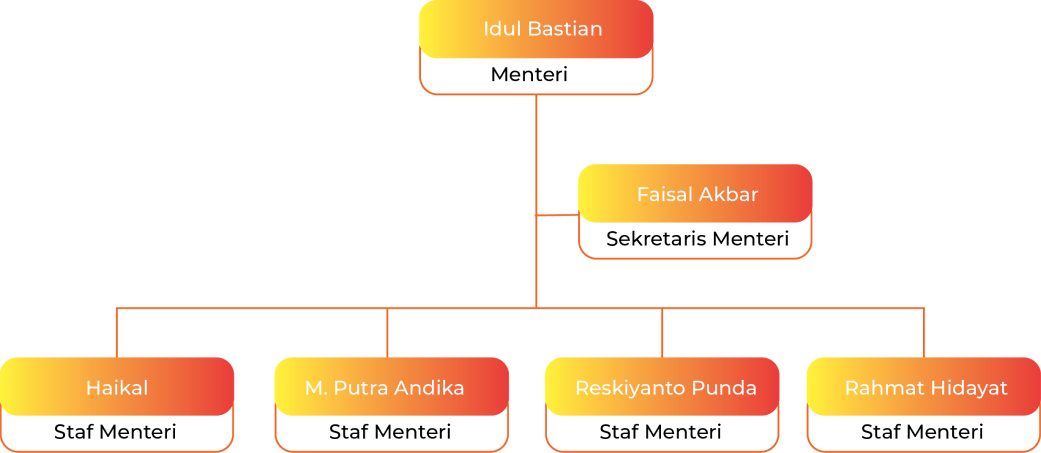 Idul Bastian
Menteri
Faisal Akbar
Sekretaris Menteri
Haikal
Staf Menteri
M. Putra Andika
Staf Menteri
Reskiyanto Punda
Staf Menteri
Rahmat Hidayat
Staf Menteri